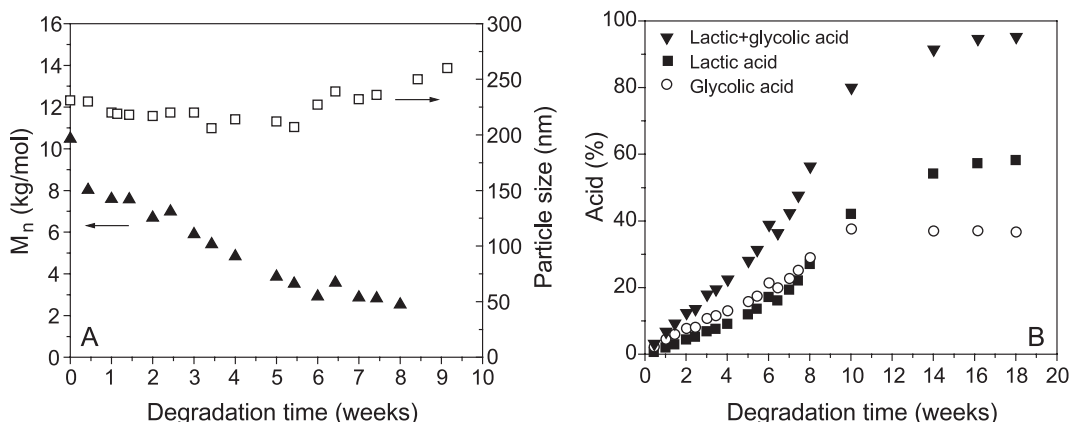 16
14
12
10
8
6
4
2
0
Mn (kg/mol)
300
250
200
150
100
50
0
Particle size (nm)
A
0 1 2 3 4 5 6 7 8 9 10
Degradation time (weeks)
100
80
60
40
20
0
Acid (%)
Lactic+glycolic acid
Lactic acid
Glycolic acid
B
0 2 4 6 8 10 12 14 16 18 20
Degradation time (weeks)